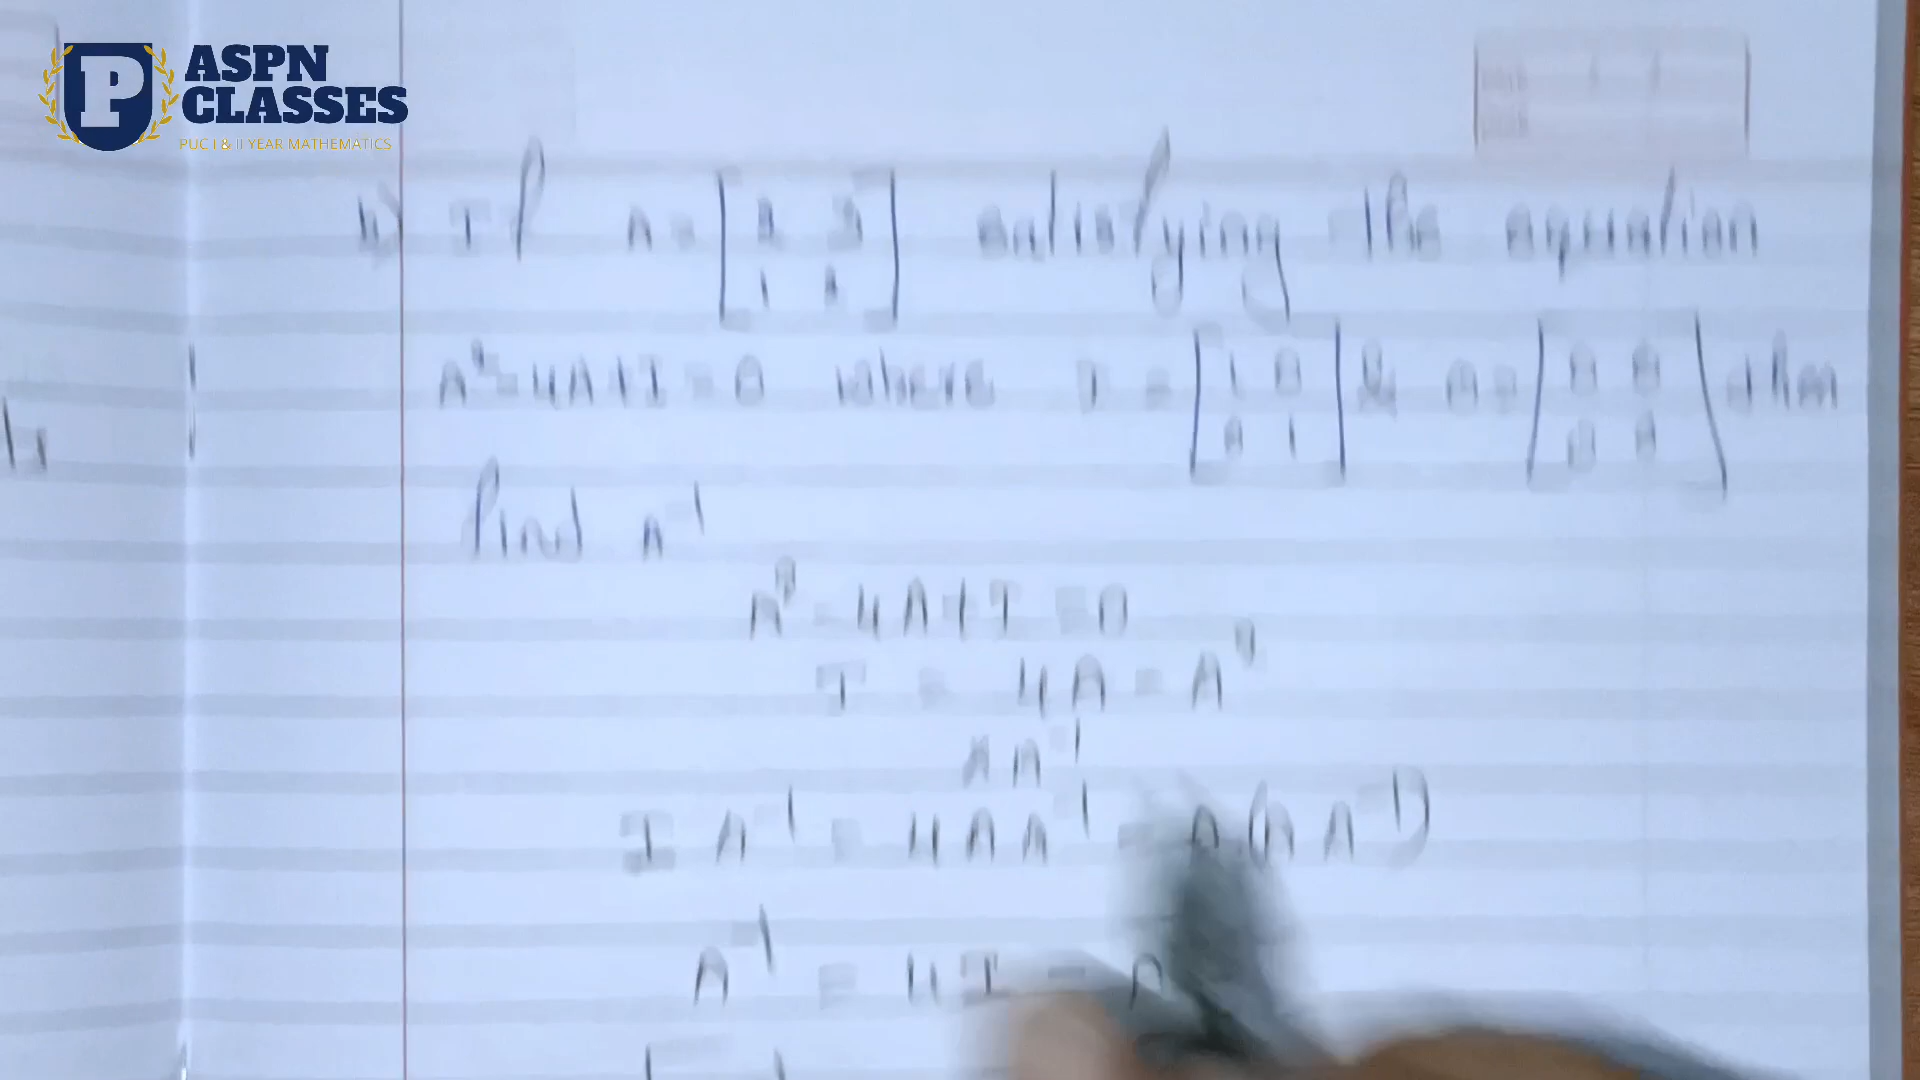 ASPN
CLASSES
PUC I & II YEAR MATHEMATICS
If A = [2 3] satisfying the equation
[1 2]
A² - 4A + I = O where I = [1 0] & O = [0 0] then
[0 1] [0 0]
find A⁻¹
A² - 4A + I = O
I = 4A - A²
x A⁻¹
I A⁻¹ = 4AA⁻¹ - A(A A⁻¹)
A⁻¹ = 4I - A